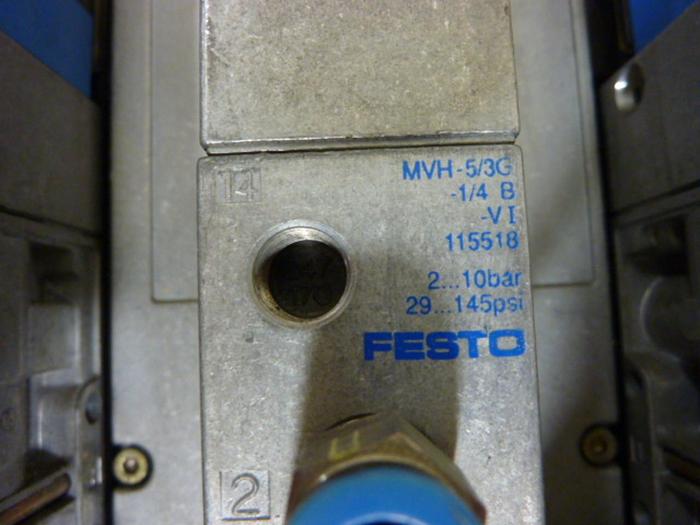 14
MVH-5/3G
-1/4 B
-VI
115518
2...10bar
29...145psi
FESTO
2